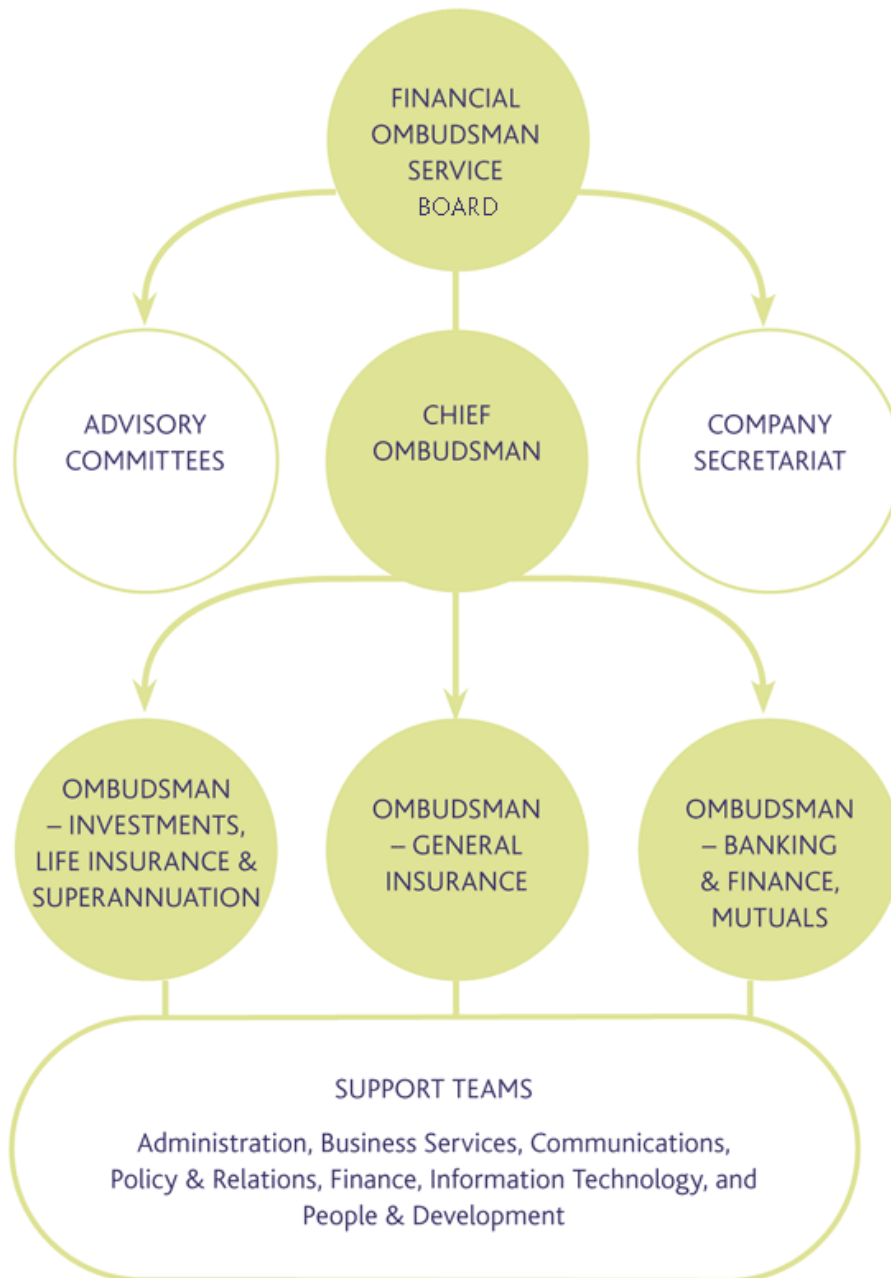 FINANCIAL
OMBUDSMAN
SERVICE
BOARD
ADVISORY
COMMITTEES
CHIEF
OMBUDSMAN
COMPANY
SECRETARIAT
OMBUDSMAN
– INVESTMENTS,
LIFE INSURANCE &
SUPERANNUATION
OMBUDSMAN
– GENERAL
INSURANCE
OMBUDSMAN
– BANKING
& FINANCE,
MUTUALS
SUPPORT TEAMS
Administration, Business Services, Communications,
Policy & Relations, Finance, Information Technology, and
People & Development